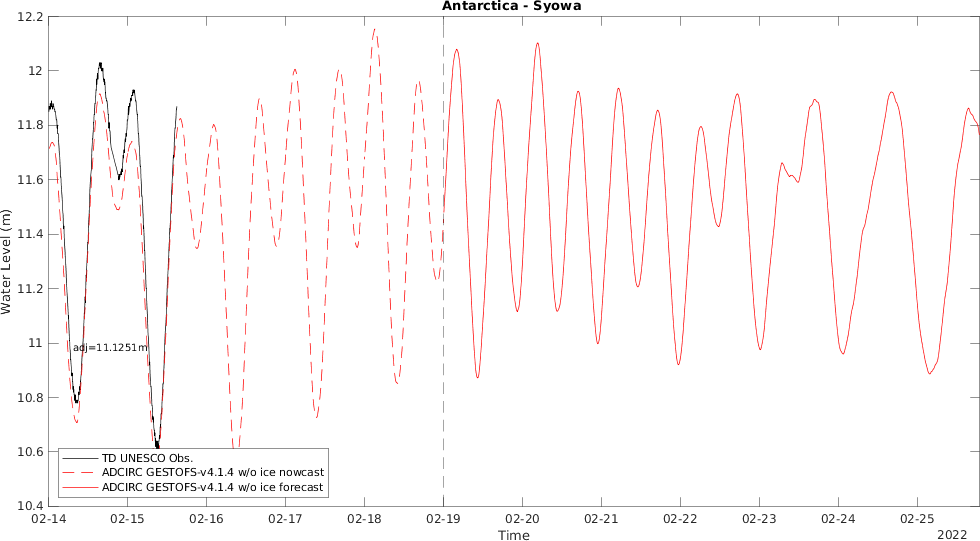 Antarctica - Syowa
12.2
12
11.8
11.6
11.4
11.2
11
10.8
10.6
10.4
Water Level (m)
adj=11.1251m
TD UNESCO Obs.
ADCIRC GESTOFS-v4.1.4 w/o ice nowcast
ADCIRC GESTOFS-v4.1.4 w/o ice forecast
02-14 02-15 02-16 02-17 02-18 02-19 02-20 02-21 02-22 02-23 02-24 02-25
Time
2022